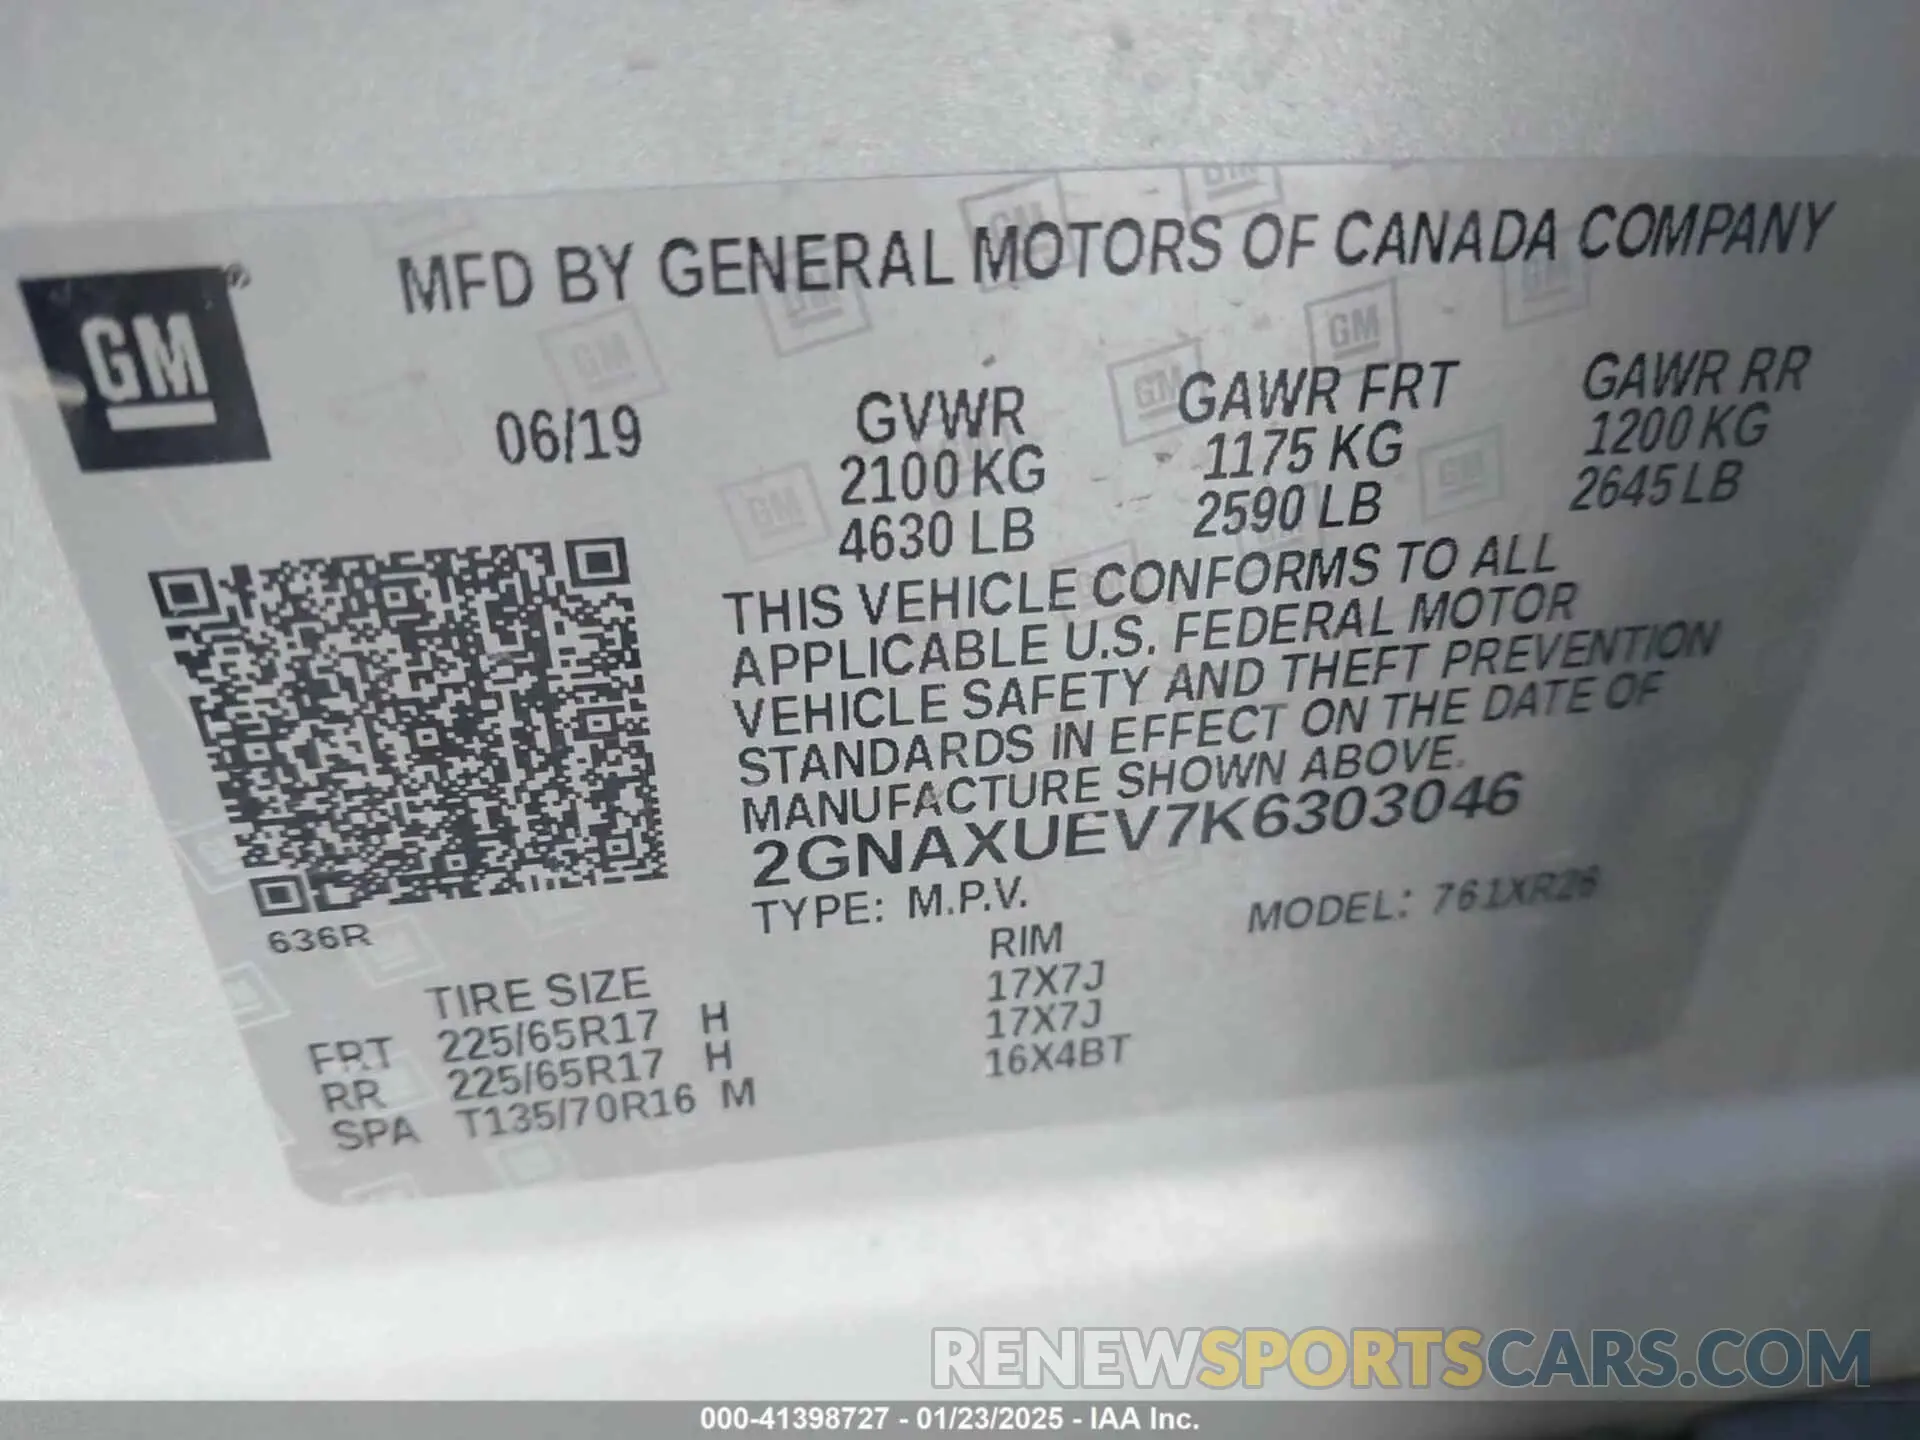 MFD BY GENERAL MOTORS OF CANADA COMPANY
GM
06/19
GVWR GAWR FRT GAWR RR
2100 KG 1175 KG 1200 KG
4630 LB 2590 LB 2645 LB
THIS VEHICLE CONFORMS TO ALL
APPLICABLE U.S. FEDERAL MOTOR
VEHICLE SAFETY AND THEFT PREVENTION
STANDARDS IN EFFECT ON THE DATE OF
MANUFACTURE SHOWN ABOVE.
2GNAXUEV7K6303046
TYPE: M.P.V. MODEL: 761XR26
636R
TIRE SIZE RIM
FRT 225/65R17 H 17X7J
RR 225/65R17 H 17X7J
SPA T135/70R16 M 16X4BT
RENEWSPORTSCARS.COM
000-41398727 - 01/23/2025 - IAA Inc.